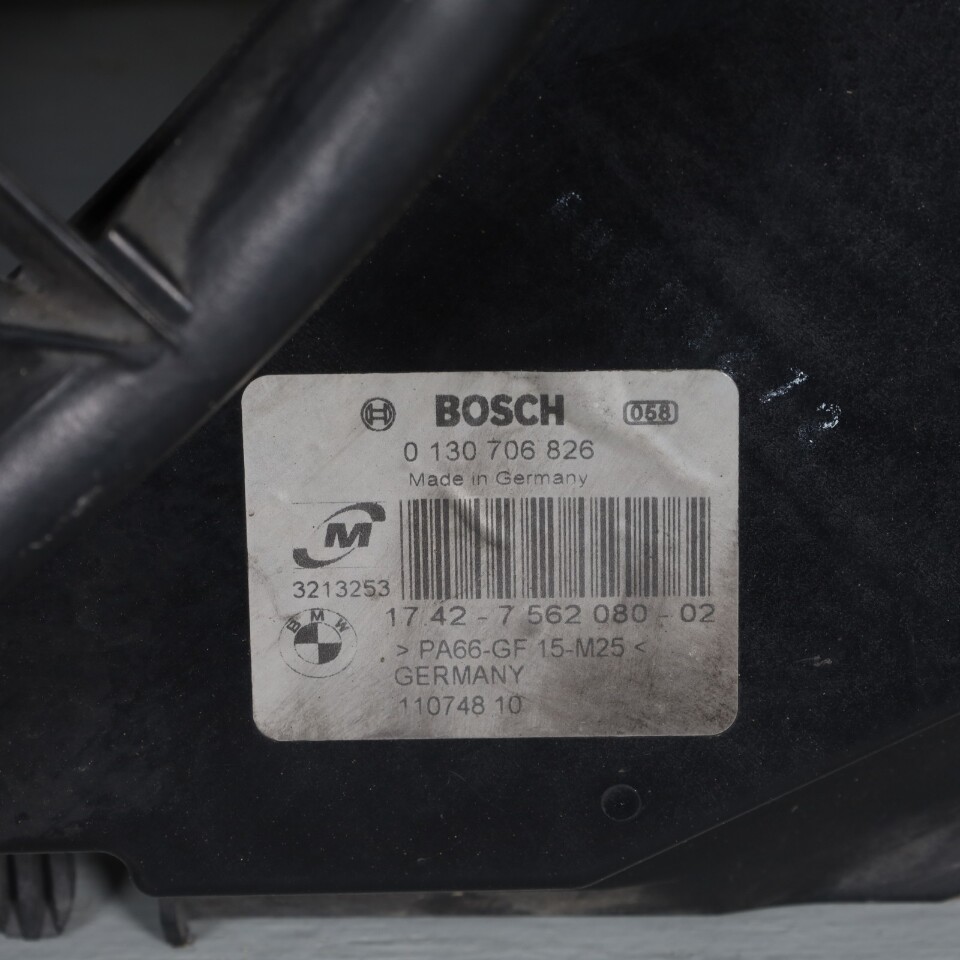 BOSCH 058
0 130 706 826
Made in Germany
M
3213253
17 42 - 7 562 080 - 02
BMW
> PA66-GF 15-M25 <
GERMANY
110748 10